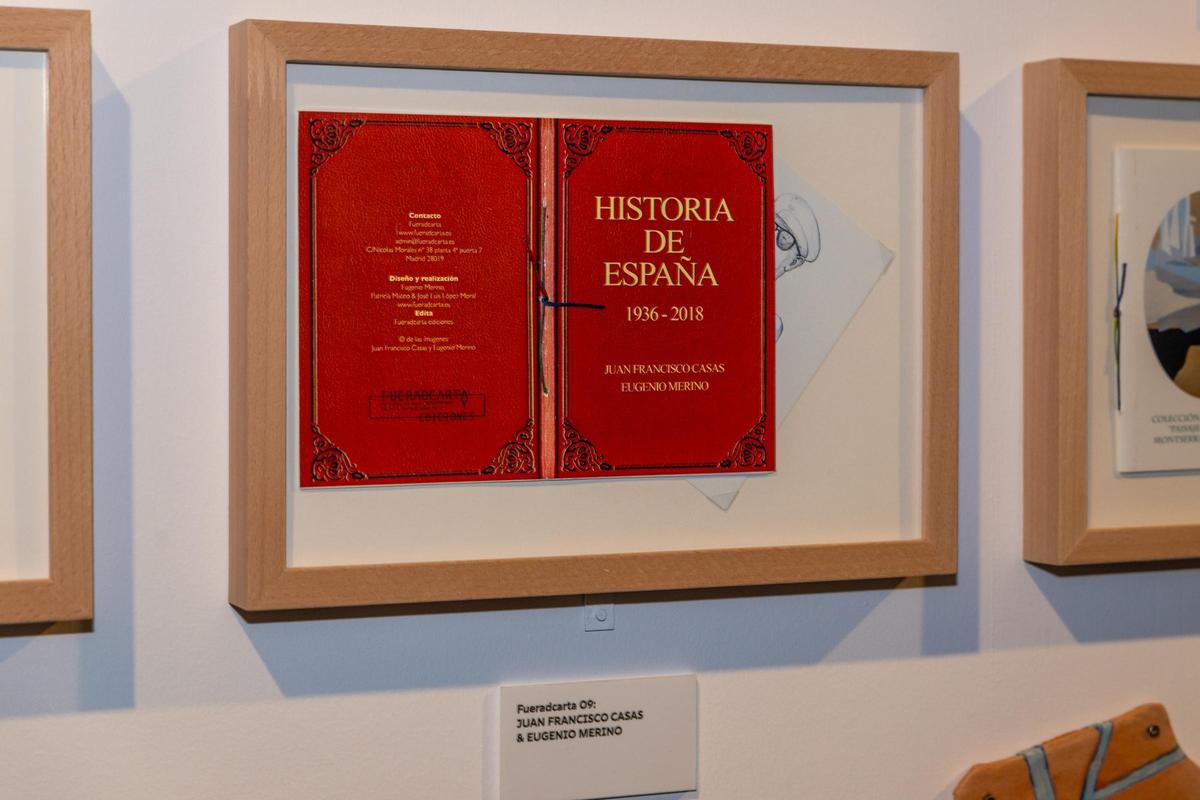 Contacto
Fueradcarta
www.fueradcarta.es
admin@fueradcarta.es
C/Nicolas Morales nº 38 planta 4ª puerta 7
Madrid 28019
Diseño y realización
Eugenio Merino,
Patricia Mateo & José Luis López Moral
www.fueradcarta.es
Edita
Fueradcarta ediciones
© de las imagenes:
Juan Francisco Casas y Eugenio Merino
FUERADCARTA
EDICIONES
HISTORIA
DE
ESPAÑA
1936 - 2018
JUAN FRANCISCO CASAS
EUGENIO MERINO
COLECCIÓN
Fueradcarta 09:
JUAN FRANCISCO CASAS
& EUGENIO MERINO